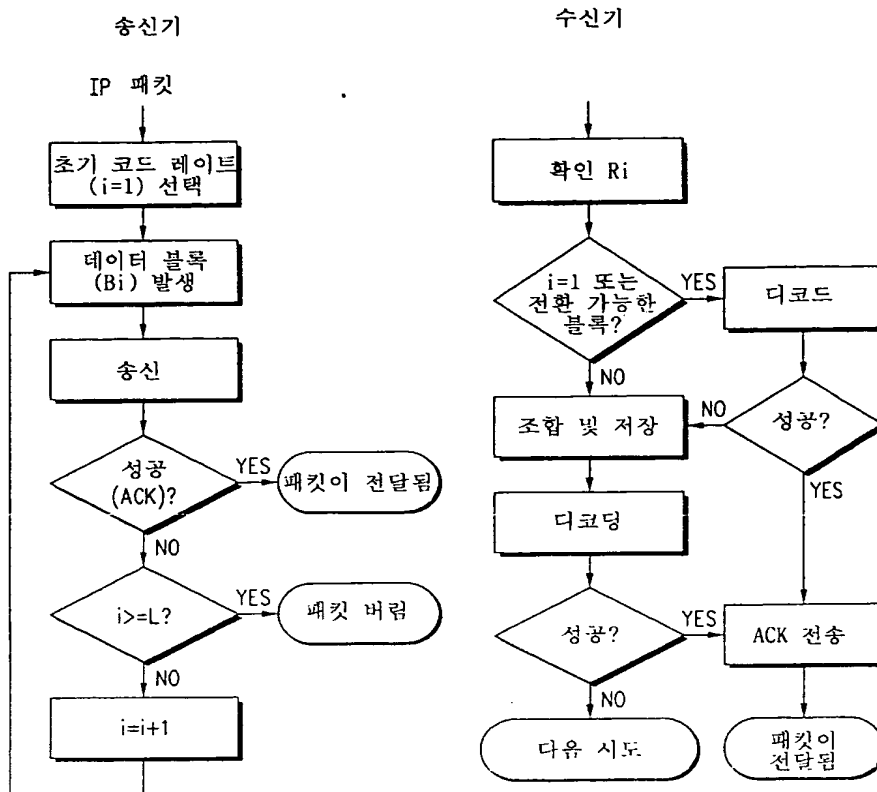 송신기
IP 패킷
초기 코드 레이트
(i=1) 선택
데이터 블록
(Bi) 발생
송신
성공
(ACK)?
YES
패킷이 전달됨
NO
i>=L?
YES
패킷 버림
NO
i=i+1
수신기
확인 Ri
i=1 또는
전환 가능한
블록?
YES
디코드
NO
성공?
NO
YES
조합 및 저장
디코딩
성공?
YES
ACK 전송
NO
다음 시도
패킷이
전달됨